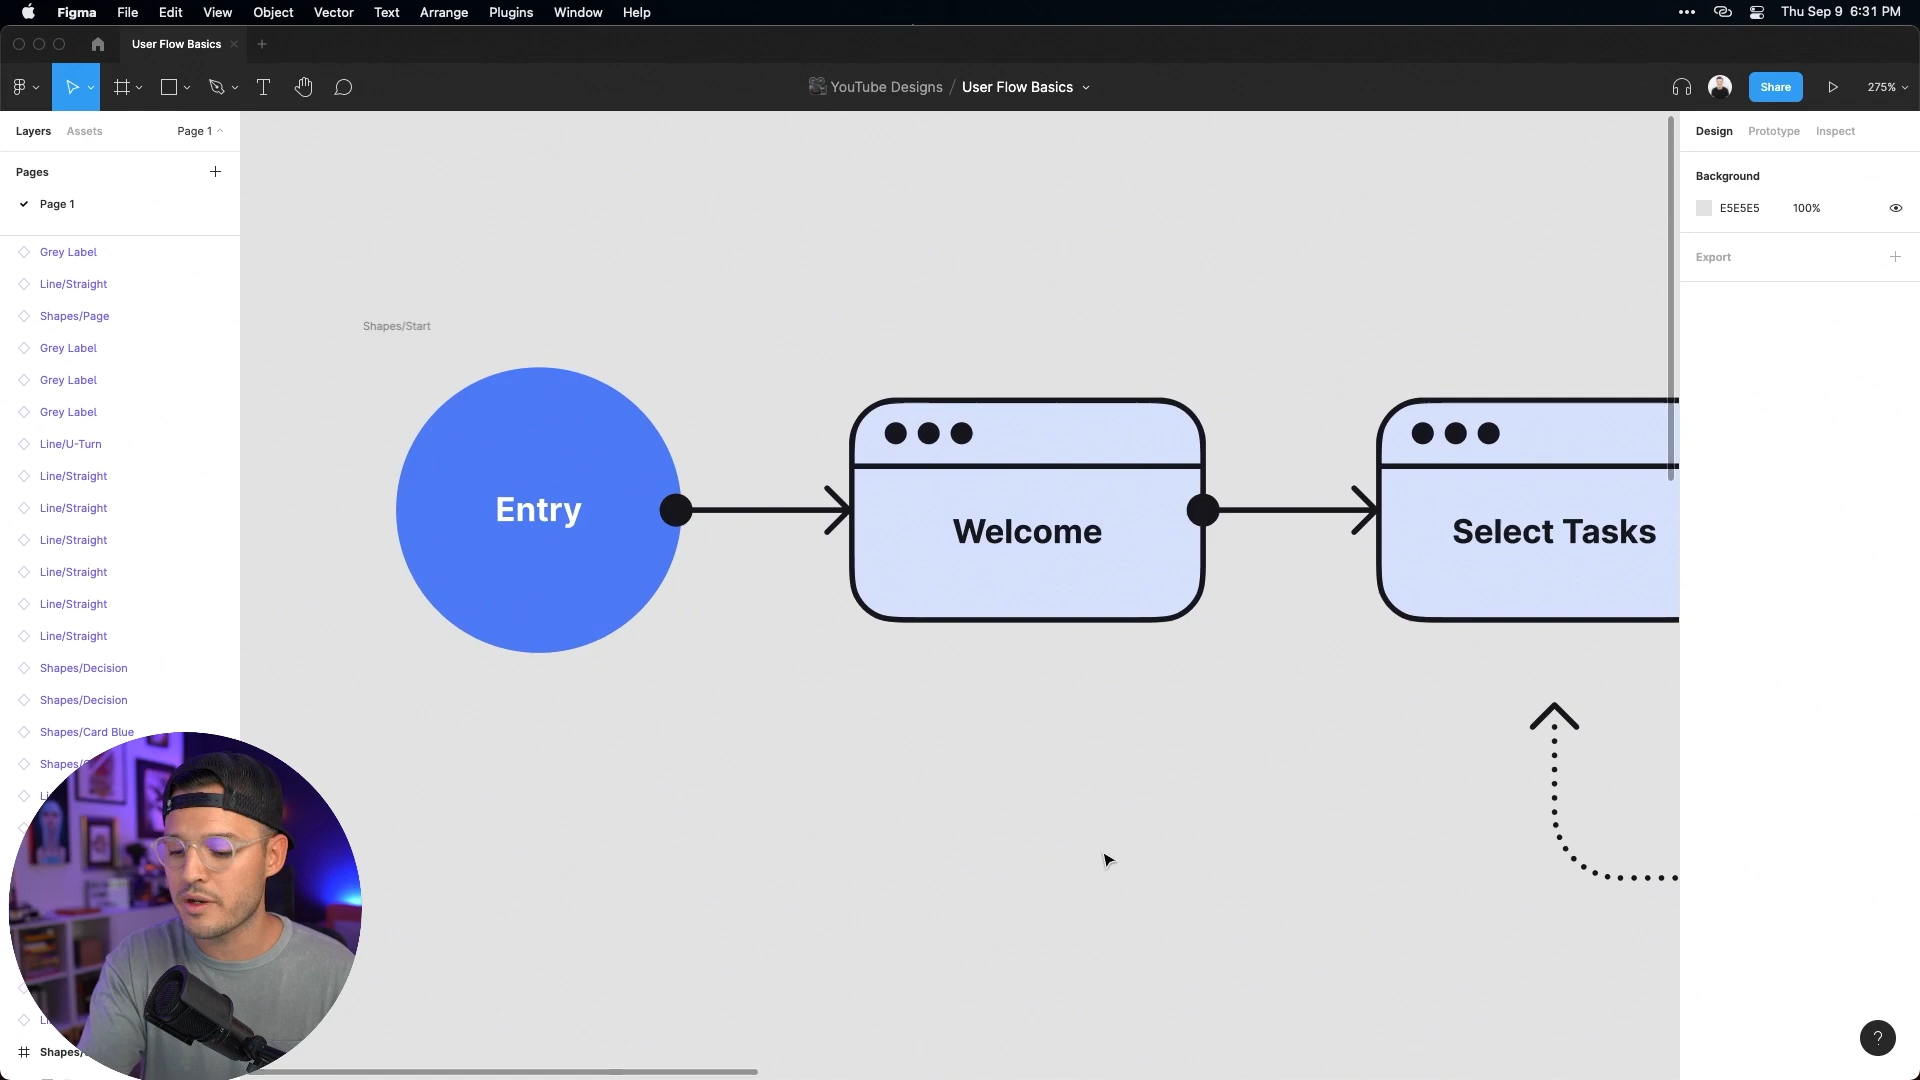 Figma File Edit View Object Vector Text Arrange Plugins Window Help
Thu Sep 9 6:31 PM
User Flow Basics
YouTube Designs / User Flow Basics
Share
275%
Layers Assets Page 1
Pages
Page 1
Grey Label
Line/Straight
Shapes/Page
Grey Label
Grey Label
Grey Label
Line/U-Turn
Line/Straight
Line/Straight
Line/Straight
Line/Straight
Line/Straight
Line/Straight
Shapes/Decision
Shapes/Decision
Shapes/Card Blue
Shapes/
Shapes/
Shapes/Start
Entry
Welcome
Select Tasks
Design Prototype Inspect
Background
E5E5E5 100%
Export
?